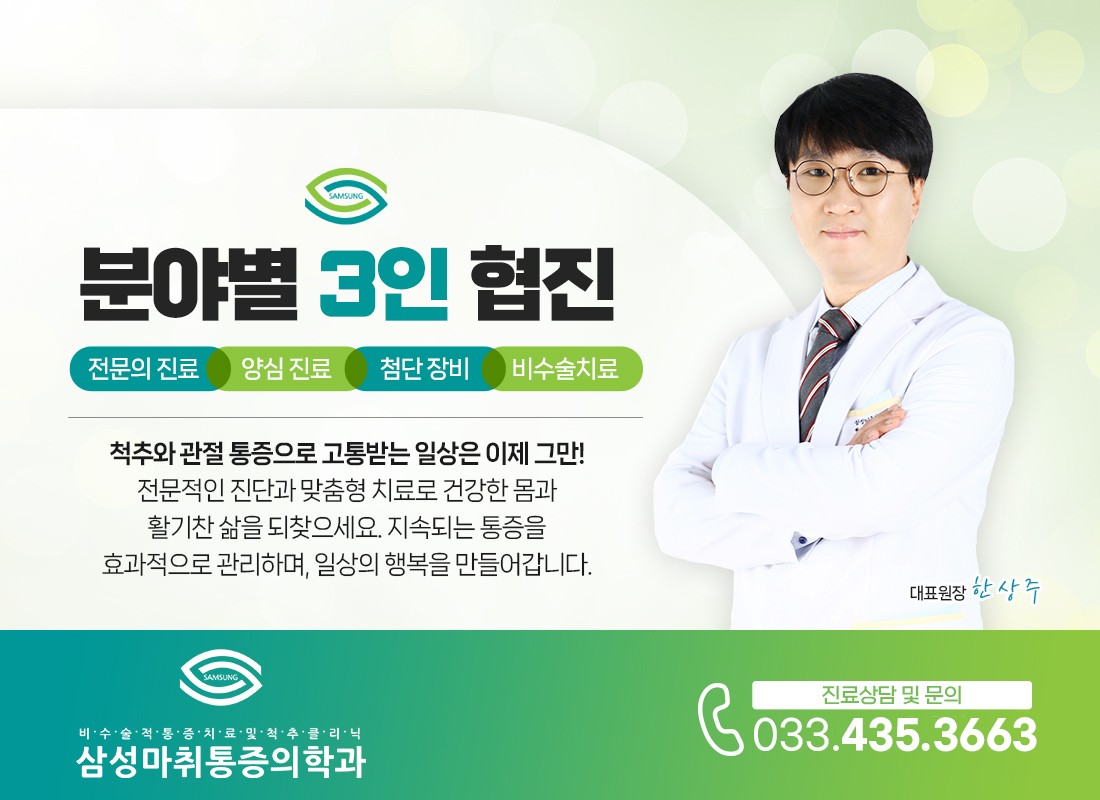 SAMSUNG
분야별 3인 협진
전문의 진료 양심 진료 첨단 장비 비수술치료
척추와 관절 통증으로 고통받는 일상은 이제 그만!
전문적인 진단과 맞춤형 치료로 건강한 몸과
활기찬 삶을 되찾으세요. 지속되는 통증을
효과적으로 관리하며, 일상의 행복을 만들어갑니다.
대표원장 한상주
SAMSUNG
비·수·술·적·통·증·치·료·및·척·추·클·리·닉
삼성마취통증의학과
진료상담 및 문의
033.435.3663